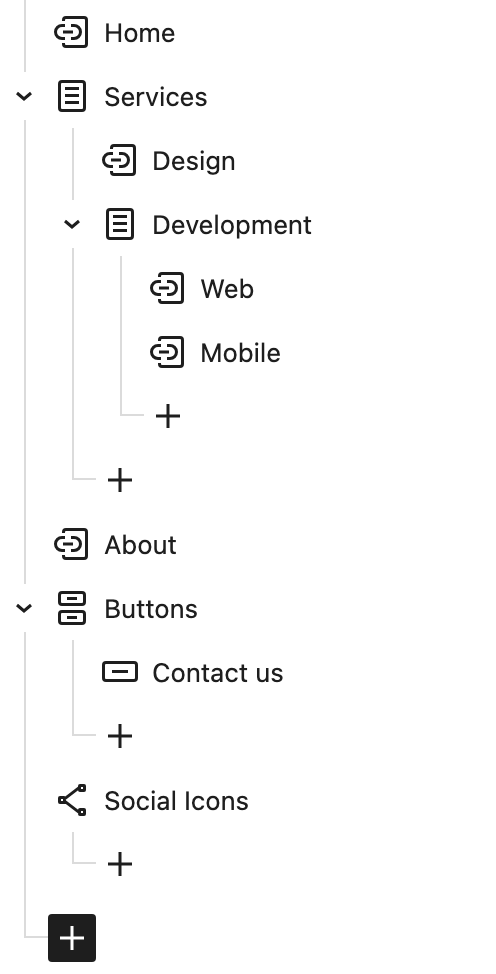 Home
Services
Design
Development
Web
Mobile
About
Buttons
Contact us
Social Icons